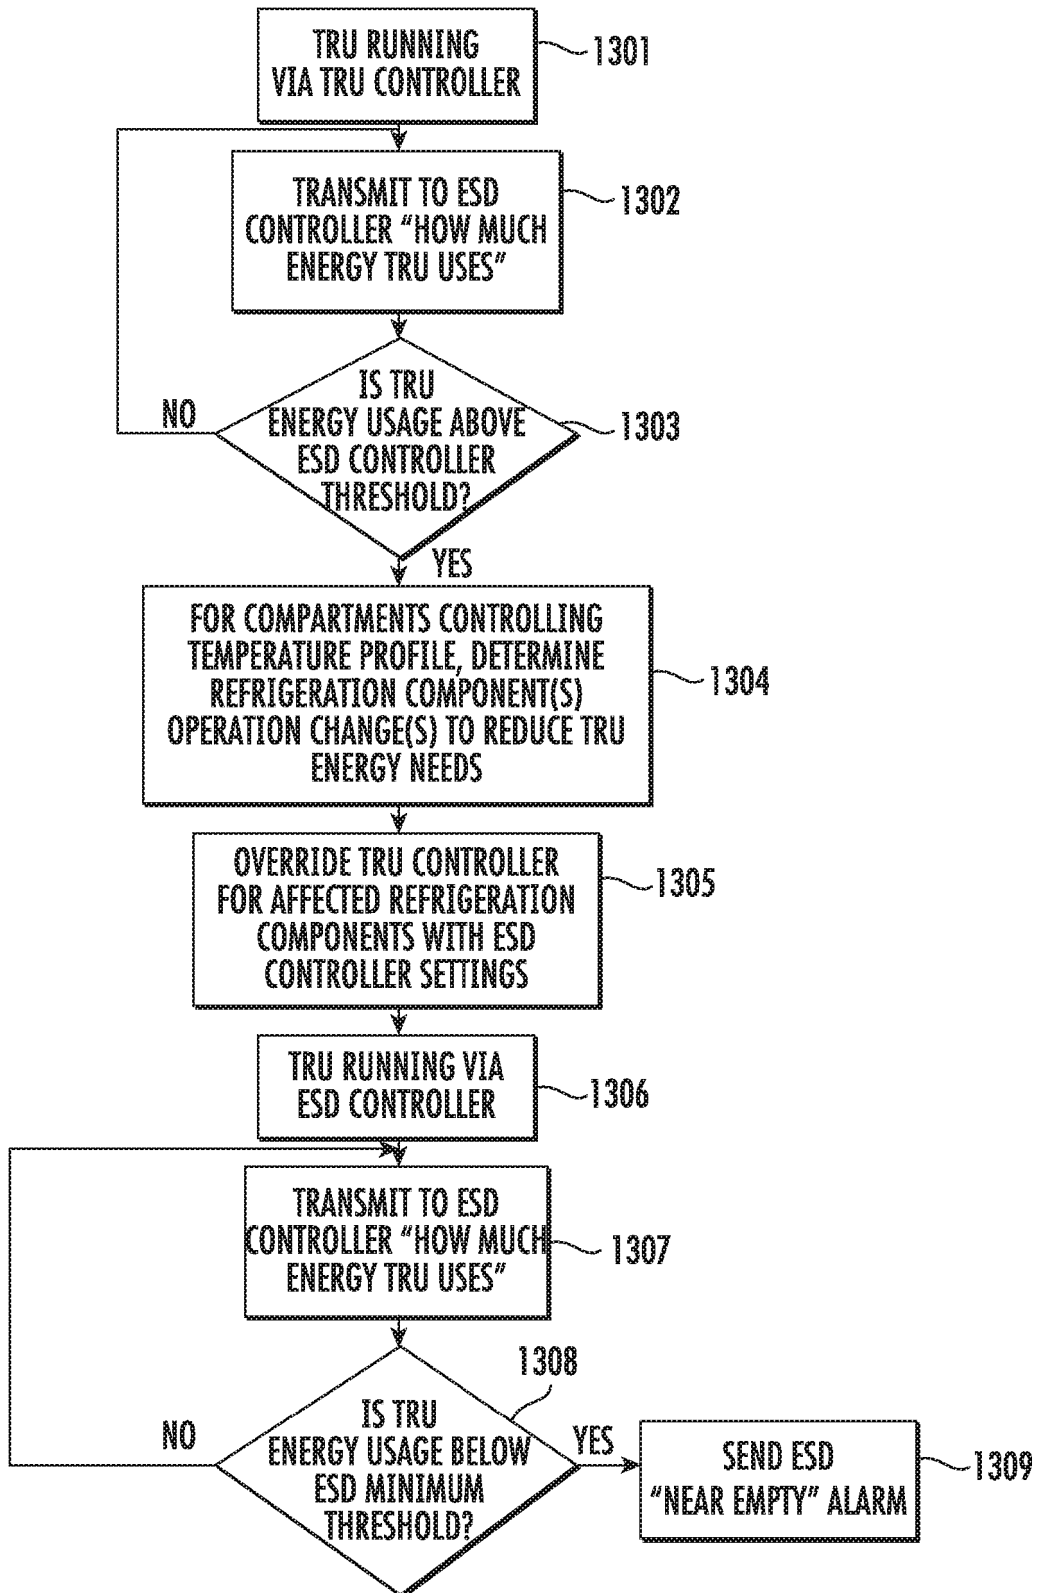 TRU RUNNING
VIA TRU CONTROLLER
1301
TRANSMIT TO ESD
CONTROLLER “HOW MUCH
ENERGY TRU USES”
1302
IS TRU
ENERGY USAGE ABOVE
ESD CONTROLLER
THRESHOLD?
1303
NO
YES
FOR COMPARTMENTS CONTROLLING
TEMPERATURE PROFILE, DETERMINE
REFRIGERATION COMPONENT(S)
OPERATION CHANGE(S) TO REDUCE TRU
ENERGY NEEDS
1304
OVERRIDE TRU CONTROLLER
FOR AFFECTED REFRIGERATION
COMPONENTS WITH ESD
CONTROLLER SETTINGS
1305
TRU RUNNING VIA
ESD CONTROLLER
1306
TRANSMIT TO ESD
CONTROLLER “HOW MUCH
ENERGY TRU USES”
1307
1308
IS TRU
ENERGY USAGE BELOW
ESD MINIMUM
THRESHOLD?
NO
YES
SEND ESD
“NEAR EMPTY” ALARM
1309